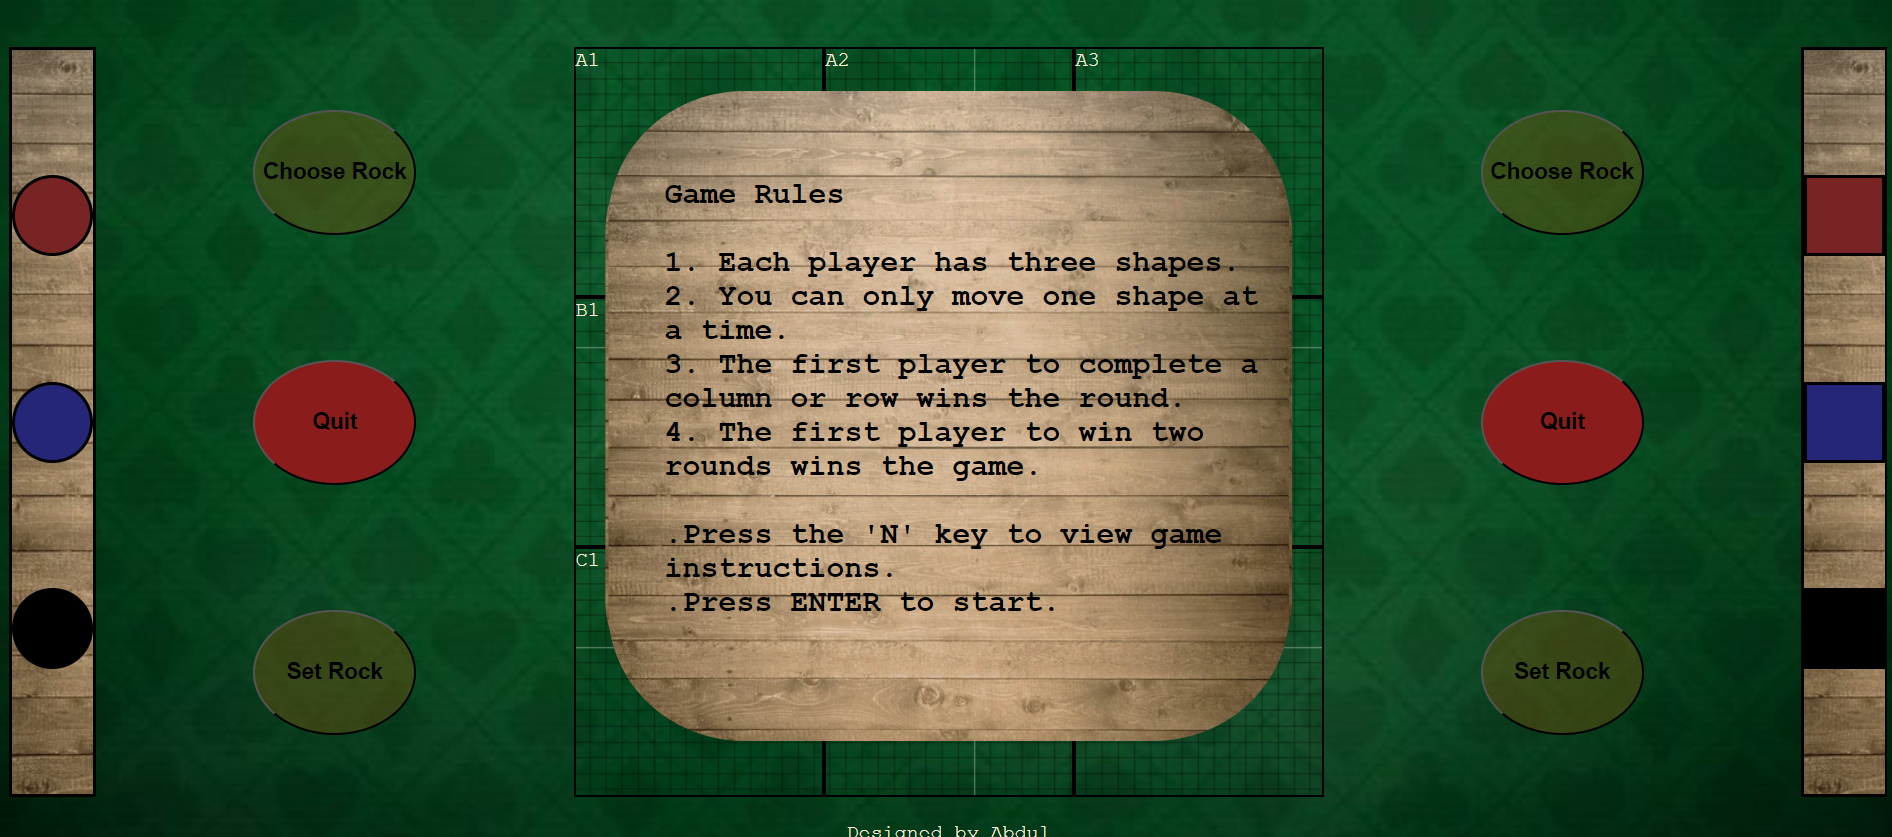 A1
A2
A3
Choose Rock
Choose Rock
Game Rules
1. Each player has three shapes.
2. You can only move one shape at
a time.
3. The first player to complete a
column or row wins the round.
4. The first player to win two
rounds wins the game.
B1
Quit
Quit
.Press the 'N' key to view game
instructions.
.Press ENTER to start.
C1
Set Rock
Set Rock
Designed by Abdul